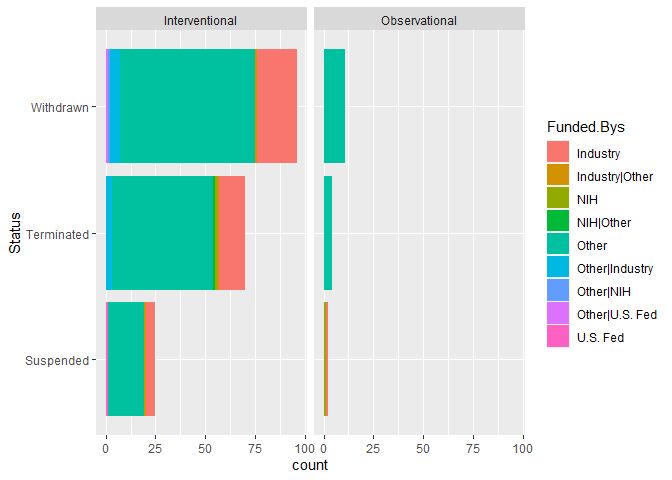 Interventional
Observational
Status
Withdrawn
Terminated
Suspended
0 25 50 75 100
0 25 50 75 100
count
Funded.Bys
Industry
Industry|Other
NIH
NIH|Other
Other
Other|Industry
Other|NIH
Other|U.S. Fed
U.S. Fed